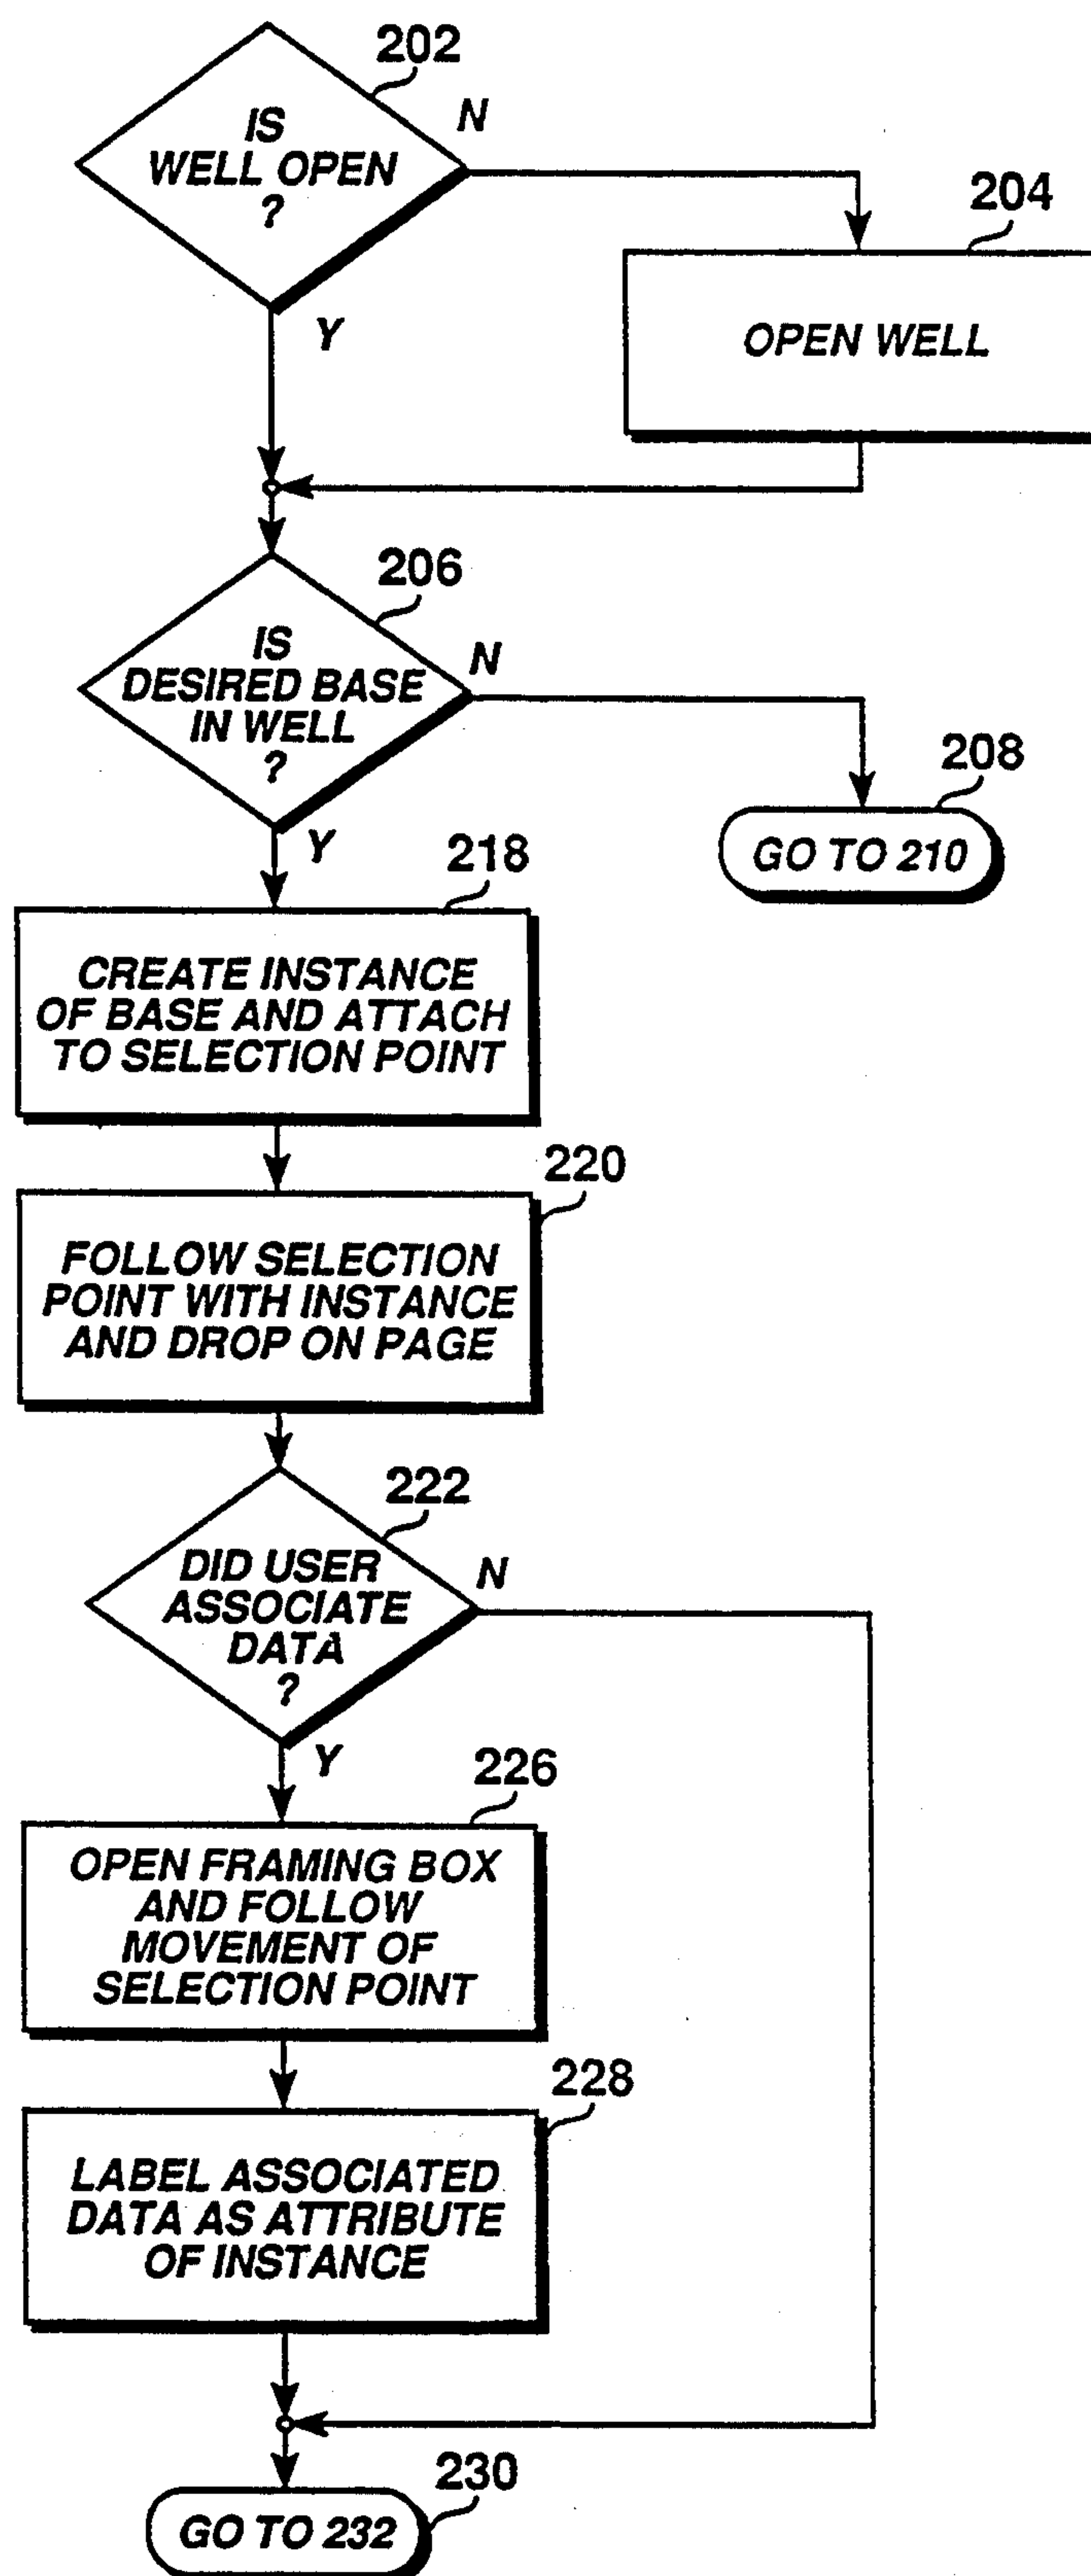 202
IS
WELL OPEN
?
N
Y
204
OPEN WELL
206
IS
DESIRED BASE
IN WELL
?
N
Y
208
GO TO 210
218
CREATE INSTANCE
OF BASE AND ATTACH
TO SELECTION POINT
220
FOLLOW SELECTION
POINT WITH INSTANCE
AND DROP ON PAGE
222
DID USER
ASSOCIATE
DATA
?
N
Y
226
OPEN FRAMING BOX
AND FOLLOW
MOVEMENT OF
SELECTION POINT
228
LABEL ASSOCIATED
DATA AS ATTRIBUTE
OF INSTANCE
230
GO TO 232